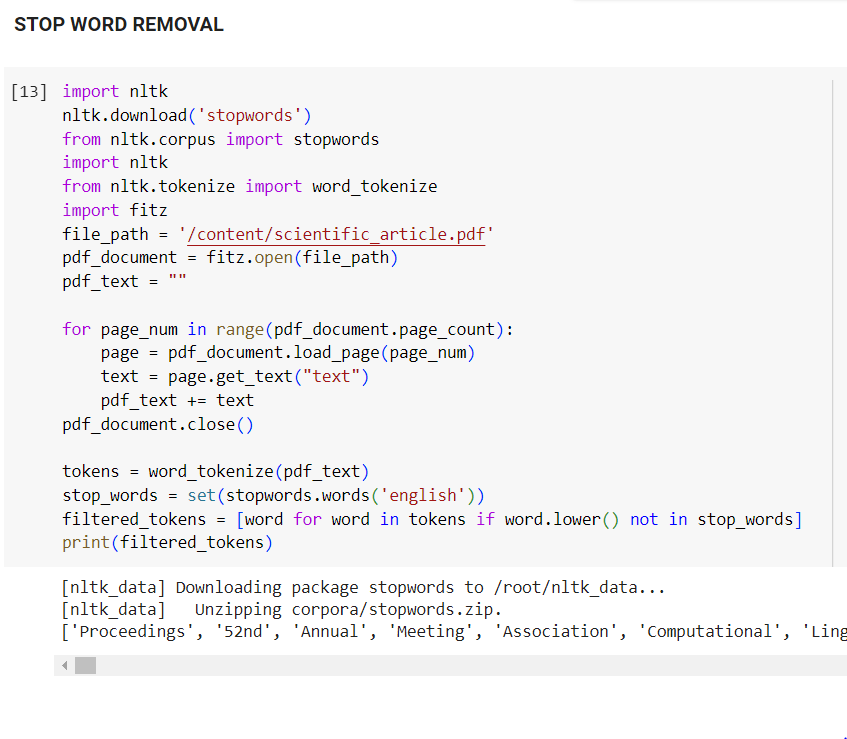 STOP WORD REMOVAL
[13] import nltk
nltk.download('stopwords')
from nltk.corpus import stopwords
import nltk
from nltk.tokenize import word_tokenize
import fitz
file_path = '/content/scientific_article.pdf'
pdf_document = fitz.open(file_path)
pdf_text = ""

for page_num in range(pdf_document.page_count):
    page = pdf_document.load_page(page_num)
    text = page.get_text("text")
    pdf_text += text
pdf_document.close()

tokens = word_tokenize(pdf_text)
stop_words = set(stopwords.words('english'))
filtered_tokens = [word for word in tokens if word.lower() not in stop_words]
print(filtered_tokens)
[nltk_data] Downloading package stopwords to /root/nltk_data...
[nltk_data]   Unzipping corpora/stopwords.zip.
['Proceedings', '52nd', 'Annual', 'Meeting', 'Association', 'Computational', 'Ling